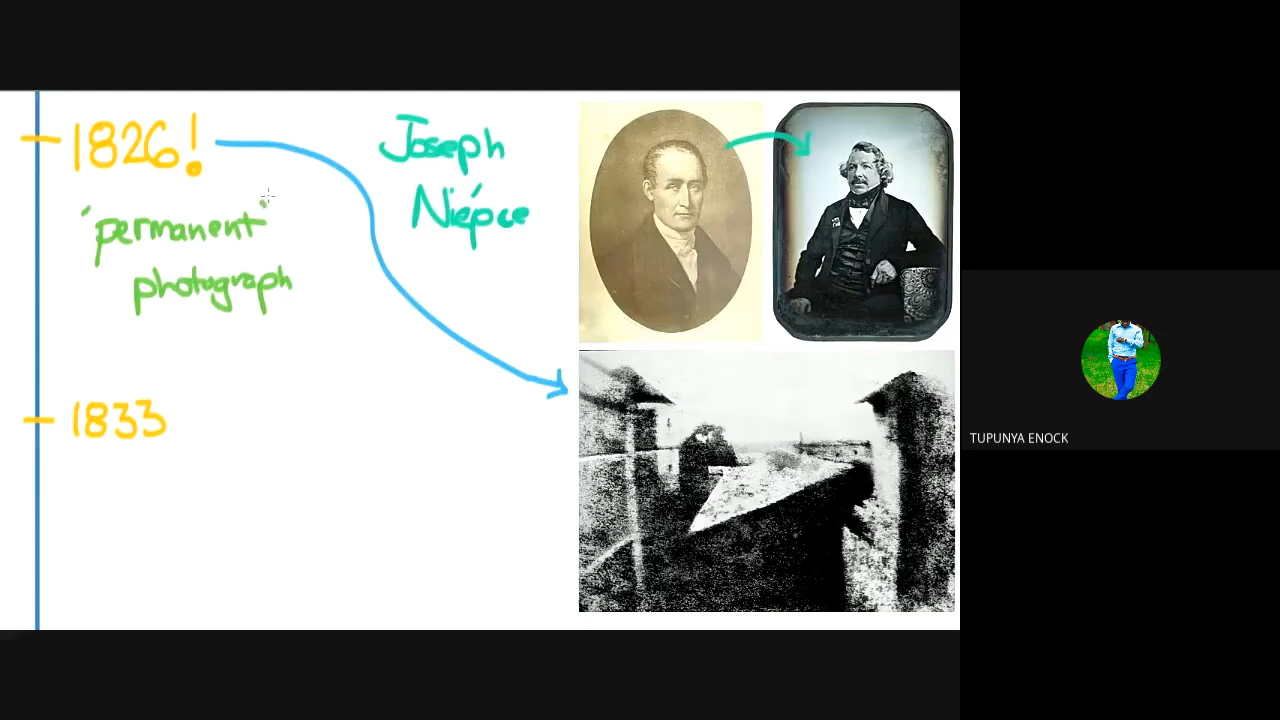 1826!
"permanent"
photograph
Joseph
Niépce
1833
TUPUNYA ENOCK